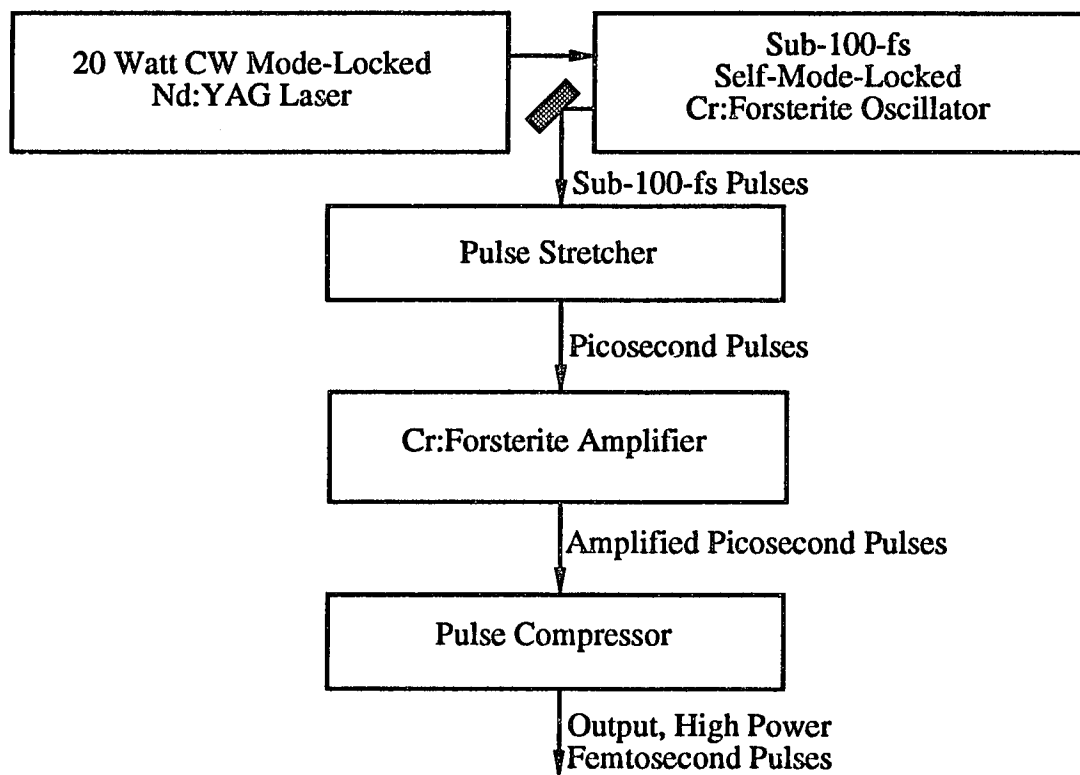 20 Watt CW Mode-Locked
Nd:YAG Laser
Sub-100-fs
Self-Mode-Locked
Cr:Forsterite Oscillator
Sub-100-fs Pulses
Pulse Stretcher
Picosecond Pulses
Cr:Forsterite Amplifier
Amplified Picosecond Pulses
Pulse Compressor
Output, High Power
Femtosecond Pulses